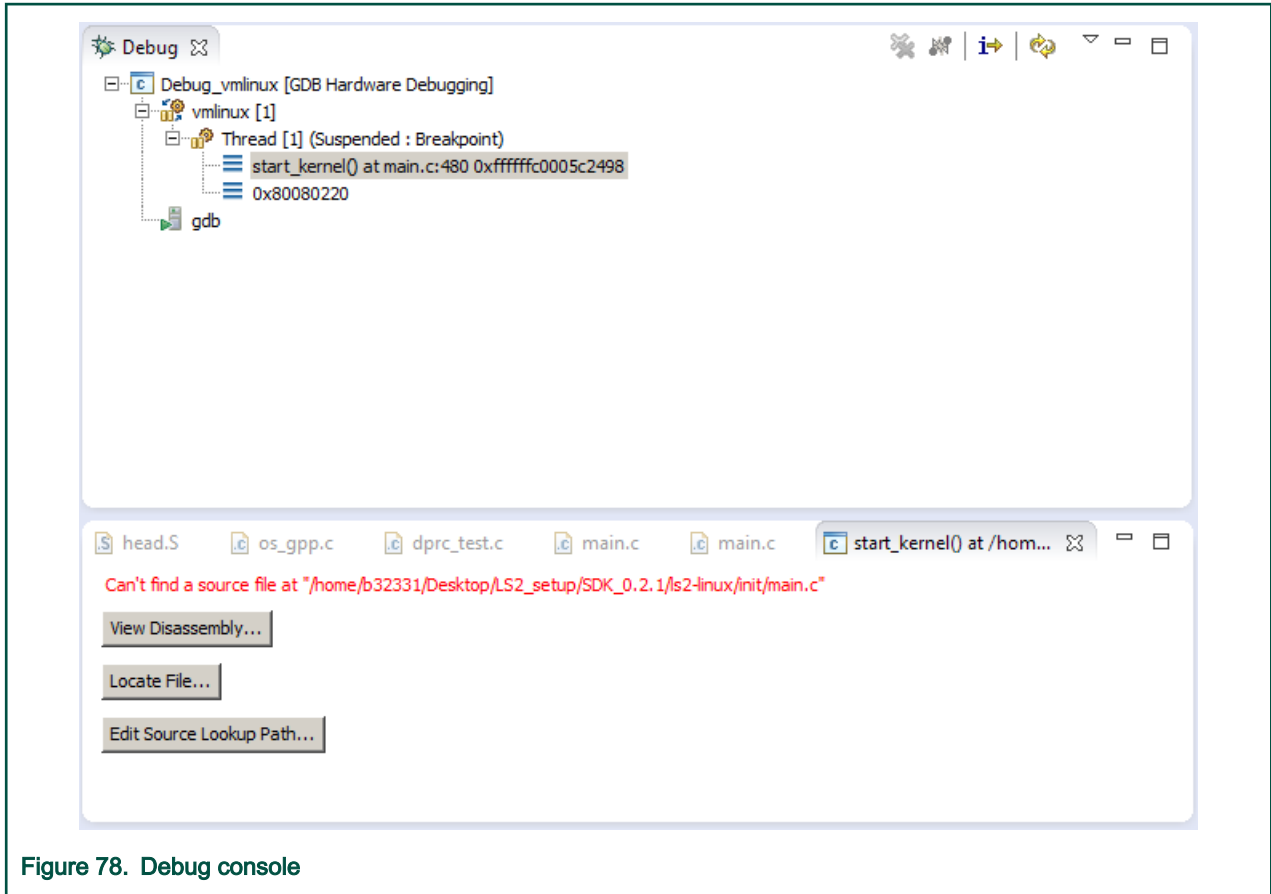 Debug
Debug_vmlinux [GDB Hardware Debugging]
vmlinux [1]
Thread [1] (Suspended : Breakpoint)
start_kernel() at main.c:480 0xffffffc0005c2498
0x80080220
gdb
head.S os_gpp.c dprc_test.c main.c main.c start_kernel() at /hom...
Can't find a source file at "/home/b32331/Desktop/LS2_setup/SDK_0.2.1/ls2-linux/init/main.c"
View Disassembly...
Locate File...
Edit Source Lookup Path...
Figure 78. Debug console